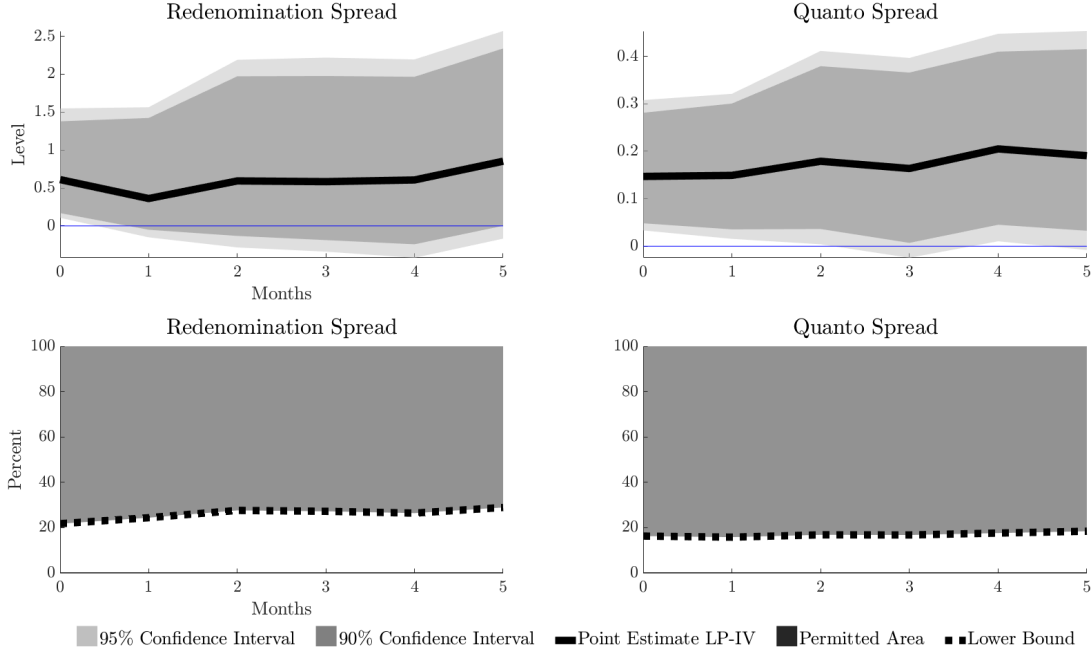 Redenomination Spread
2.5
2
1.5
1
0.5
0
Level
0 1 2 3 4 5
Months
Quanto Spread
0.4
0.3
0.2
0.1
0
0 1 2 3 4 5
Redenomination Spread
100
80
60
40
20
0
Percent
0 1 2 3 4 5
Months
Quanto Spread
100
80
60
40
20
0
0 1 2 3 4 5
95% Confidence Interval 90% Confidence Interval Point Estimate LP-IV Permitted Area Lower Bound